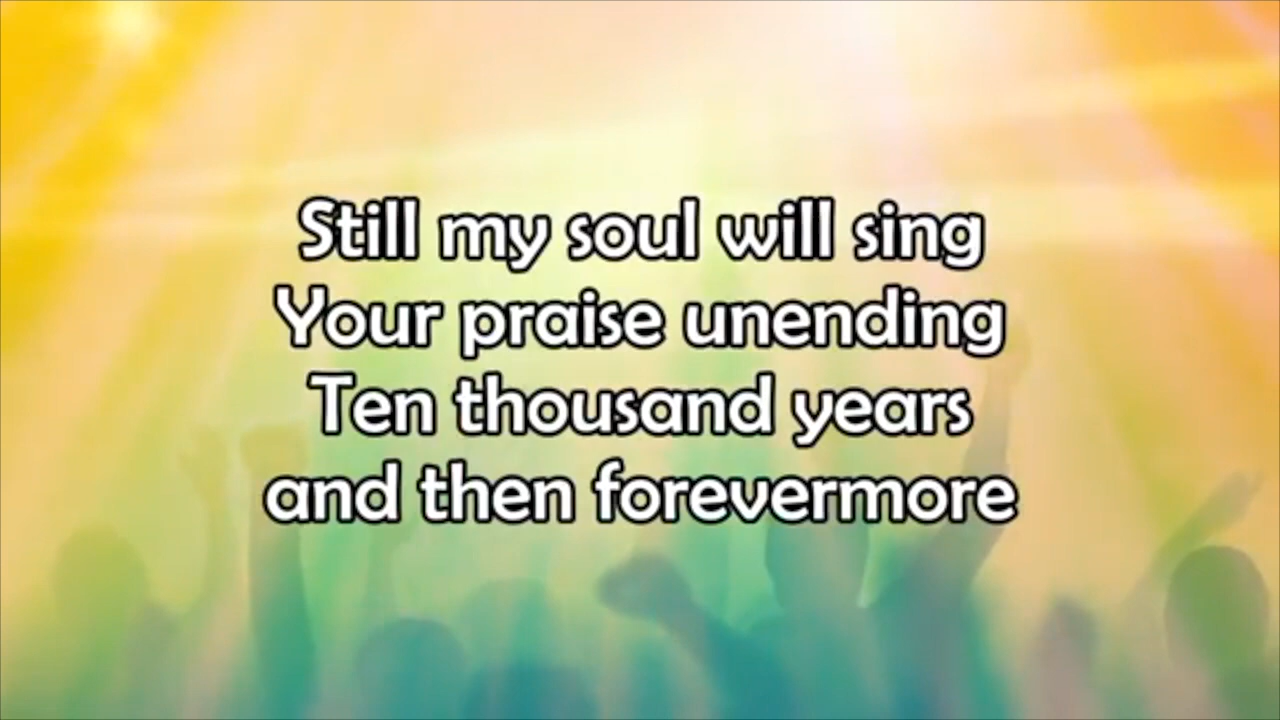 Still my soul will sing
Your praise unending
Ten thousand years
and then forevermore